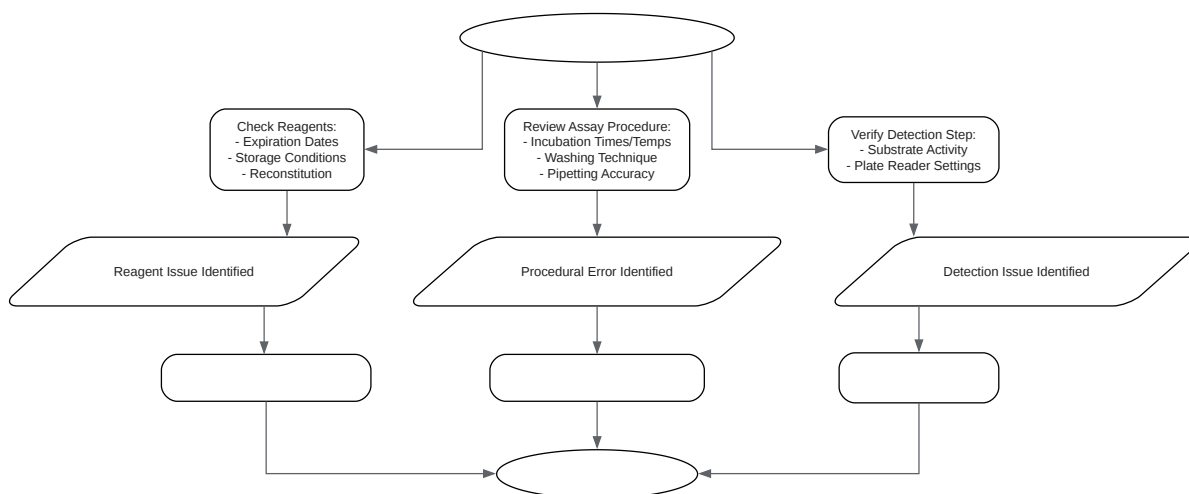 Check Reagents:
- Expiration Dates
- Storage Conditions
- Reconstitution
Review Assay Procedure:
- Incubation Times/Temps
- Washing Technique
- Pipetting Accuracy
Verify Detection Step:
- Substrate Activity
- Plate Reader Settings
Reagent Issue Identified
Procedural Error Identified
Detection Issue Identified